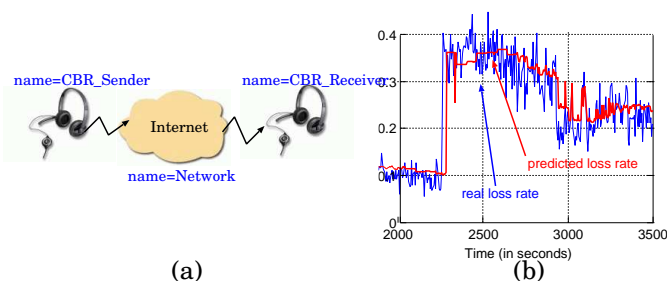 (a)
name=CBR_Sender
name=CBR_Receiver
Internet
name=Network
(b)
0.4
0.3
0.2
0.1
0
predicted loss rate
real loss rate
2000
2500
3000
3500
Time (in seconds)